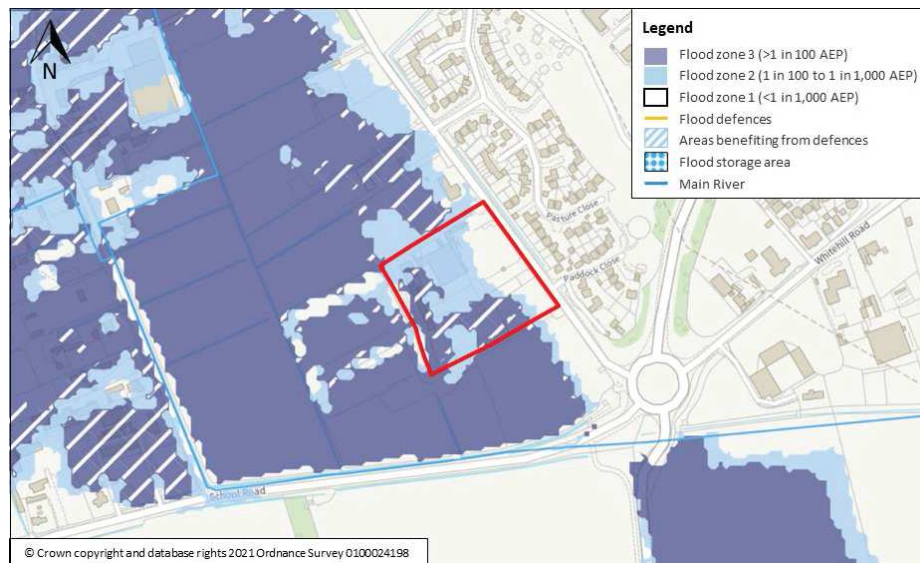 N
Legend
Flood zone 3 (>1 in 100 AEP)
Flood zone 2 (1 in 100 to 1 in 1,000 AEP)
Flood zone 1 (<1 in 1,000 AEP)
Flood defences
Areas benefiting from defences
Flood storage area
Main River
Pasture Close
Whitehill Road
Paddock Close
School Road
© Crown copyright and database rights 2021 Ordnance Survey 0100024198